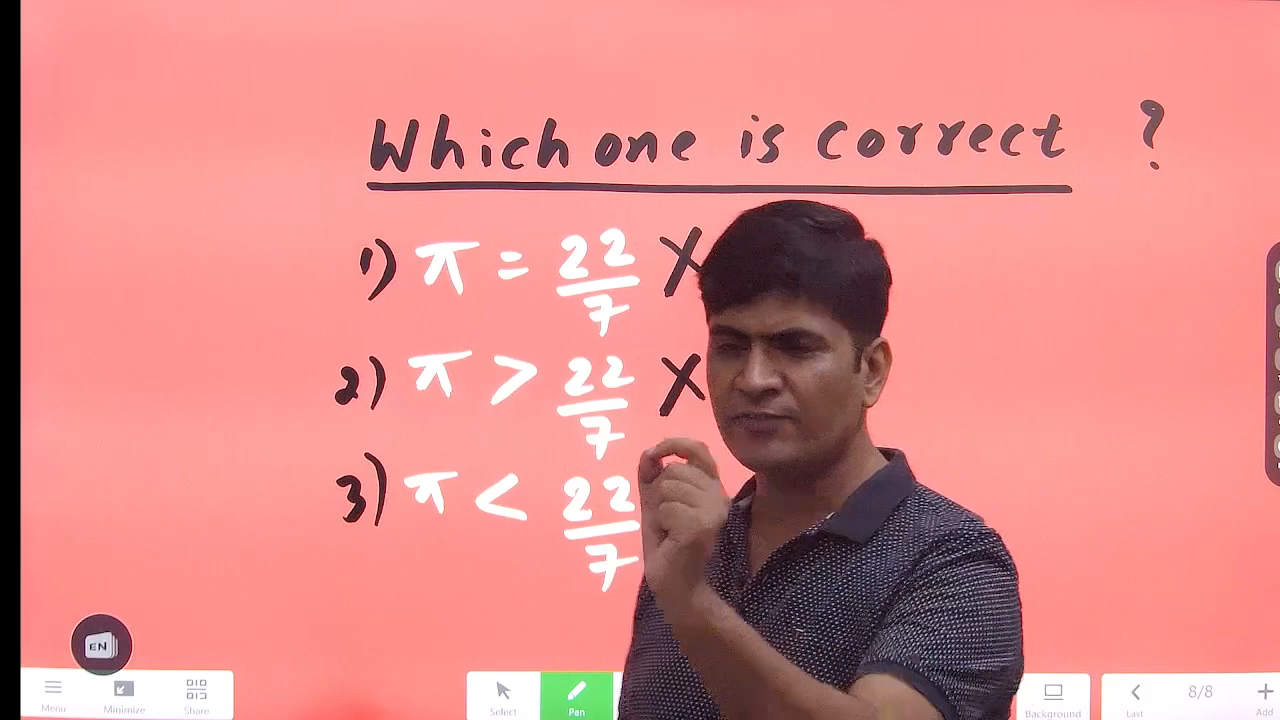 Which one is correct ?
1) π = 22/7 X
2) π > 22/7 X
3) π < 22/7
EN
Menu Minimize Share Select Pen Background Last 8/8 Add